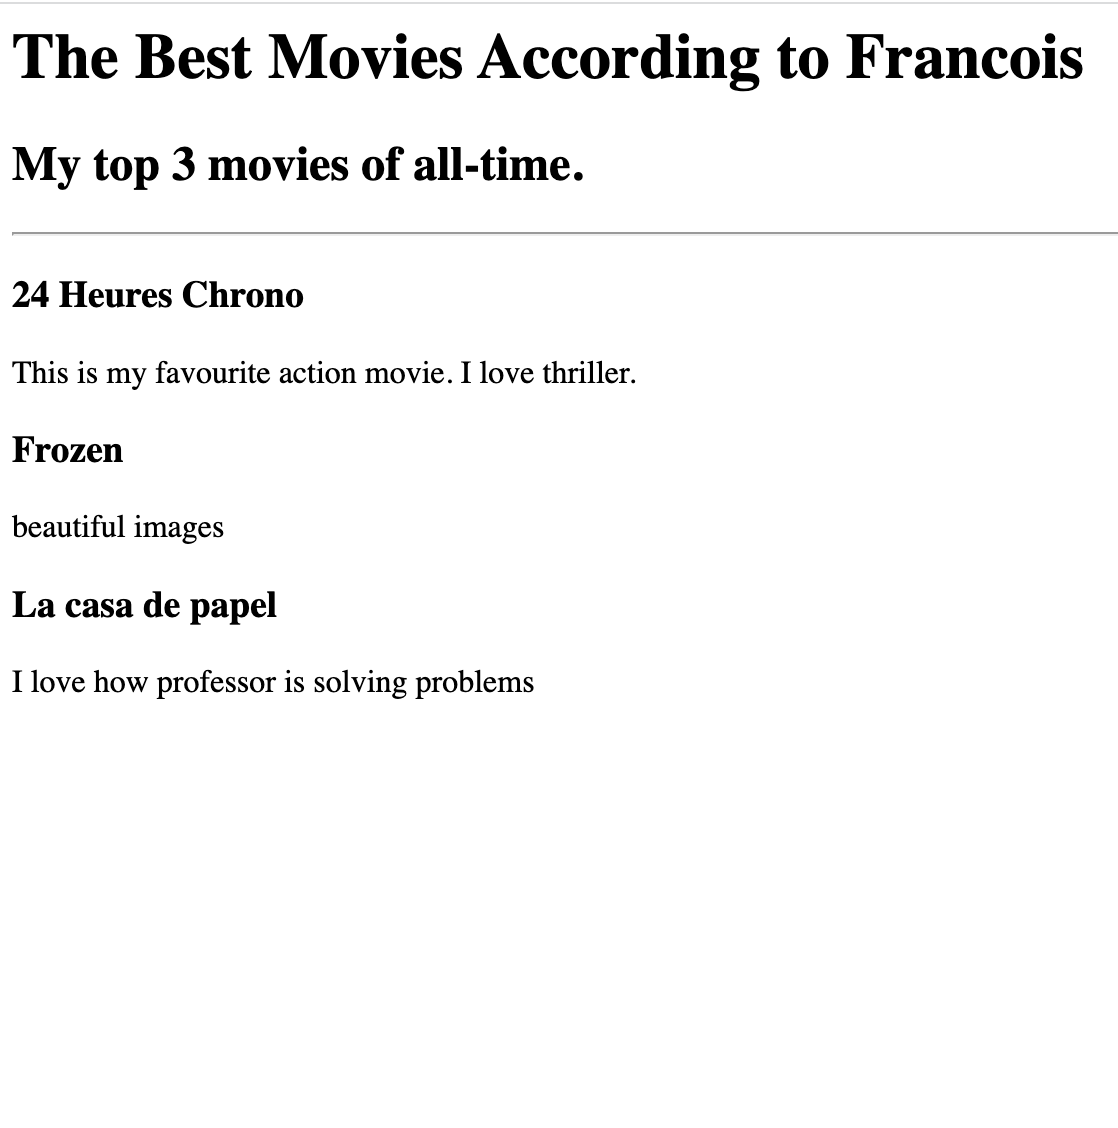 The Best Movies According to Francois
My top 3 movies of all-time.
24 Heures Chrono
This is my favourite action movie. I love thriller.
Frozen
beautiful images
La casa de papel
I love how professor is solving problems